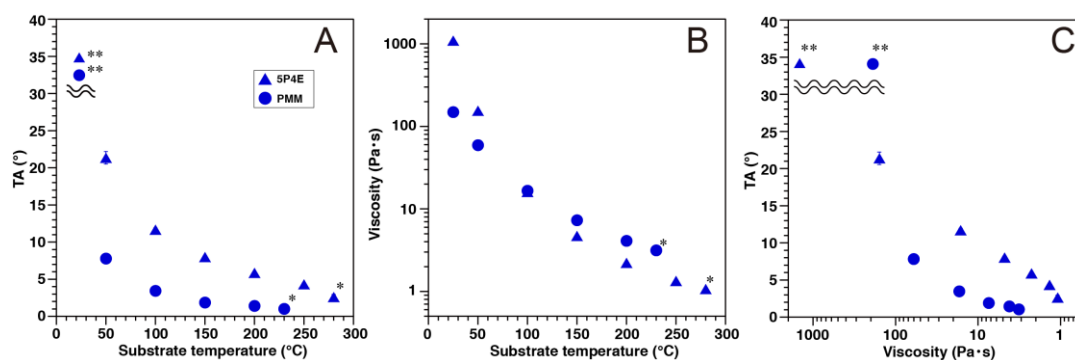 A
40
35
30
25
20
15
10
5
0
TA (°)
**
**
5P4E
PMM
*
*
0 50 100 150 200 250 300
Substrate temperature (°C)
B
1000
100
10
1
Viscosity (Pa·s)
*
*
0 50 100 150 200 250 300
Substrate temperature (°C)
C
40
35
30
25
20
15
10
5
0
TA (°)
**
**
1000 100 10 1
Viscosity (Pa·s)